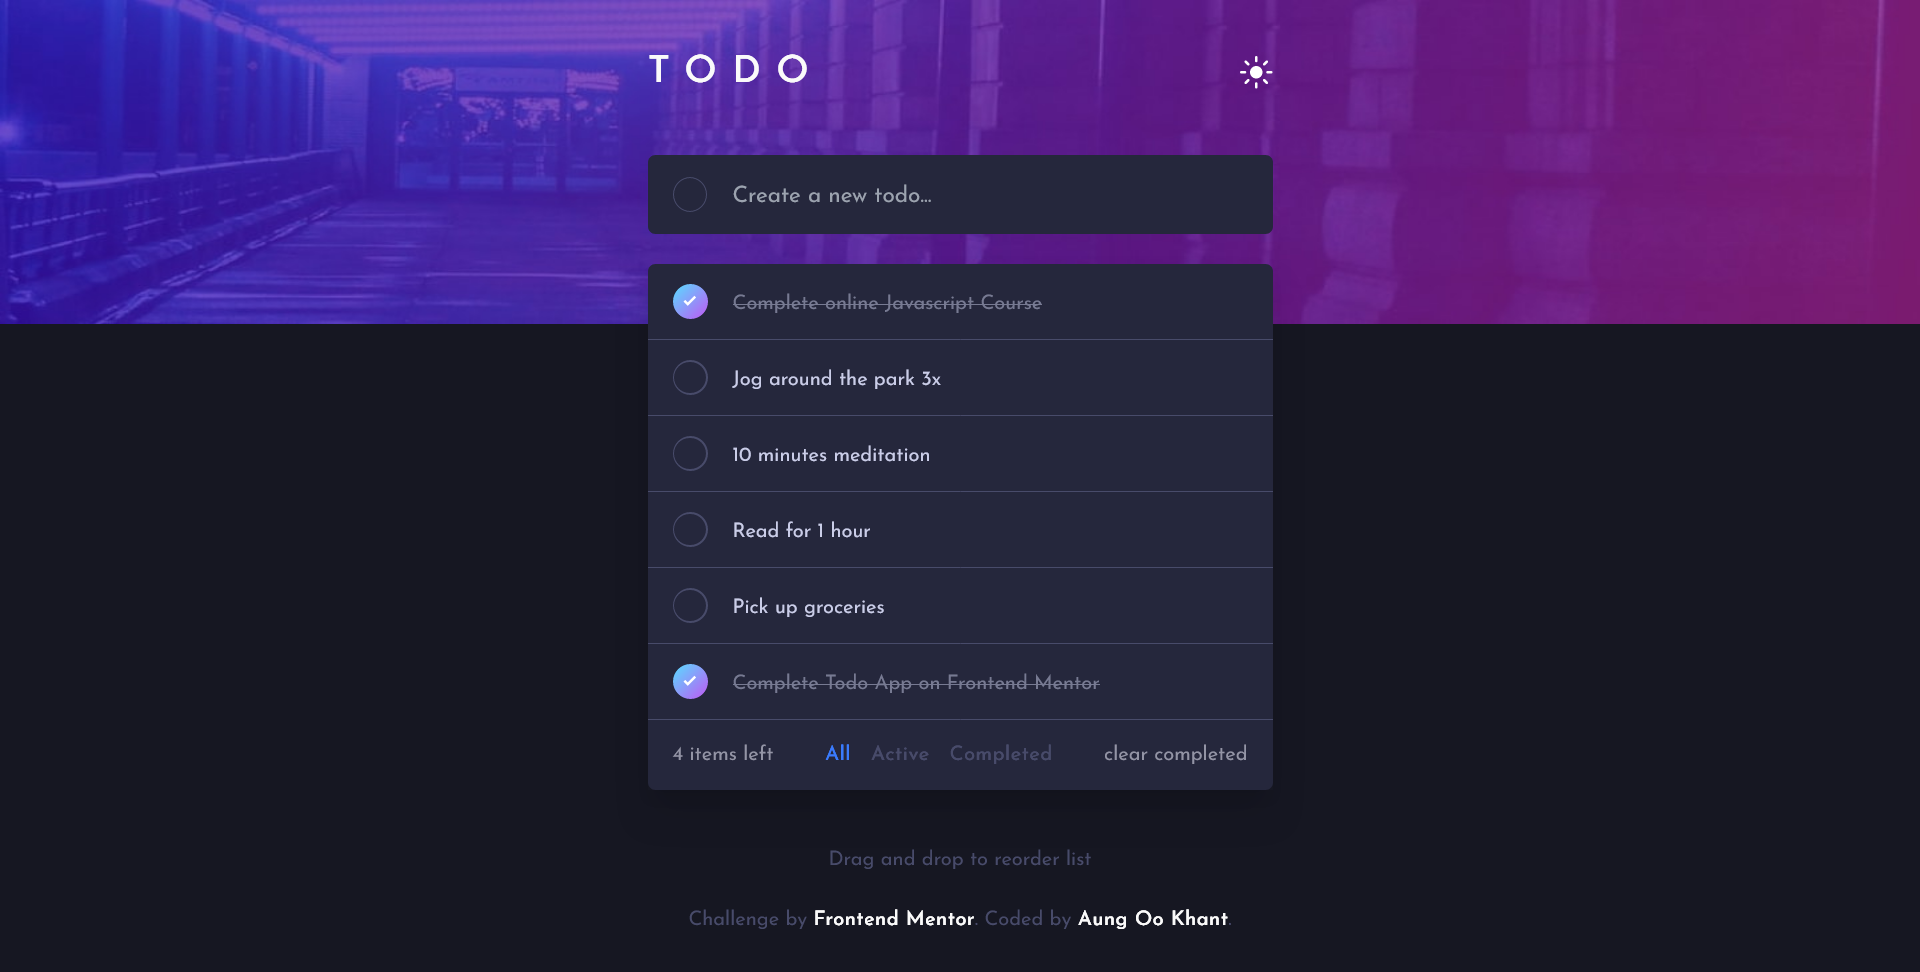 TODO
Create a new todo...
Complete online Javascript Course
Jog around the park 3x
10 minutes meditation
Read for 1 hour
Pick up groceries
Complete Todo App on Frontend Mentor
4 items left All Active Completed clear completed
Drag and drop to reorder list
Challenge by Frontend Mentor. Coded by Aung Oo Khant.